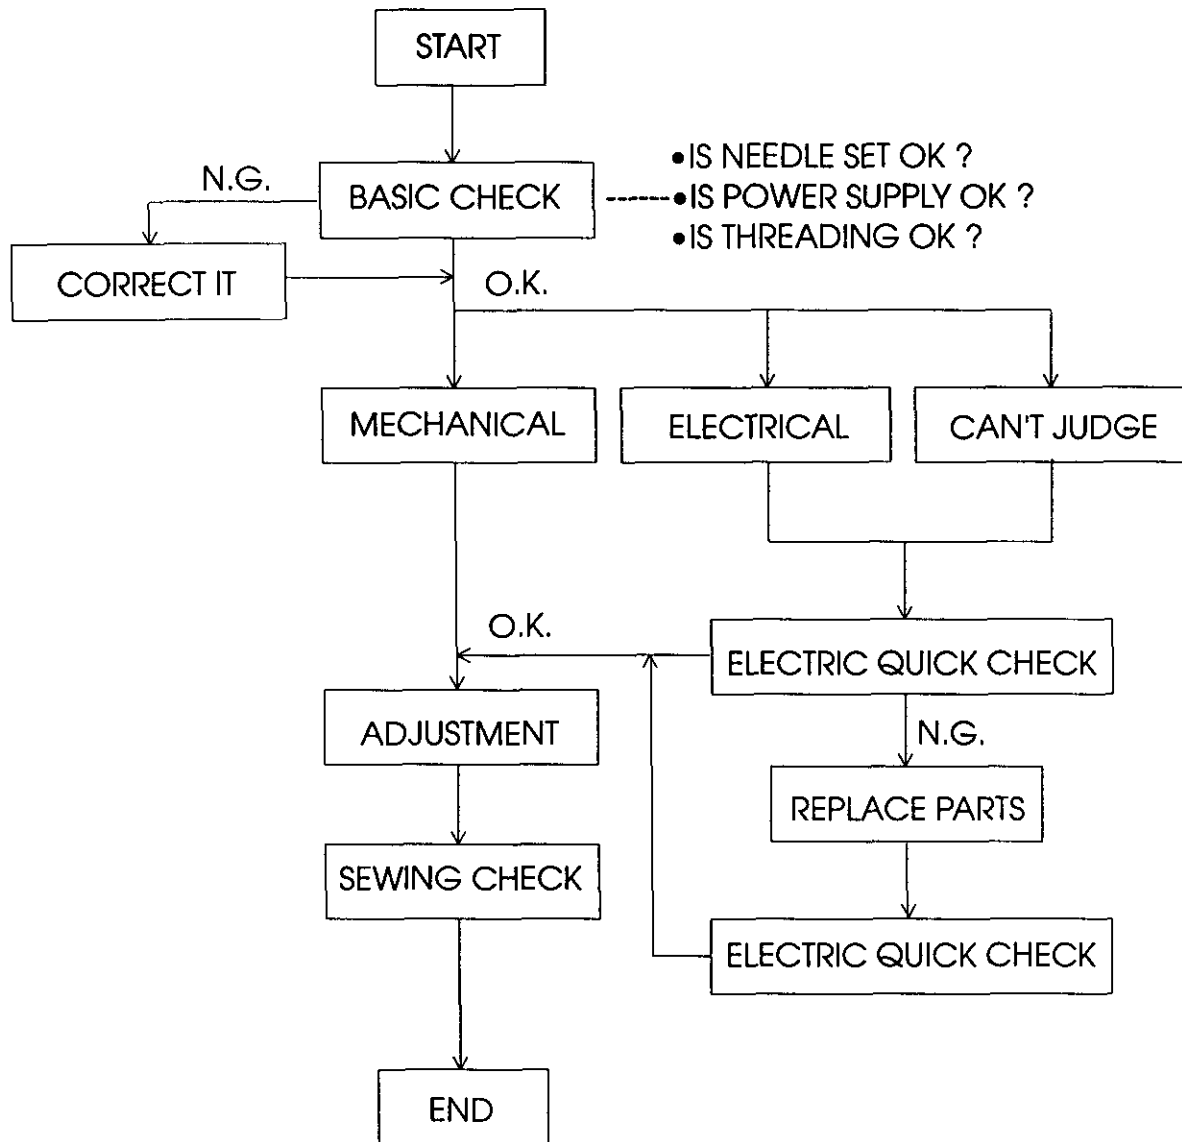 START
N.G.
BASIC CHECK
•IS NEEDLE SET OK ?
•IS POWER SUPPLY OK ?
•IS THREADING OK ?
CORRECT IT
O.K.
MECHANICAL
ELECTRICAL
CAN'T JUDGE
O.K.
ELECTRIC QUICK CHECK
ADJUSTMENT
N.G.
REPLACE PARTS
SEWING CHECK
ELECTRIC QUICK CHECK
END